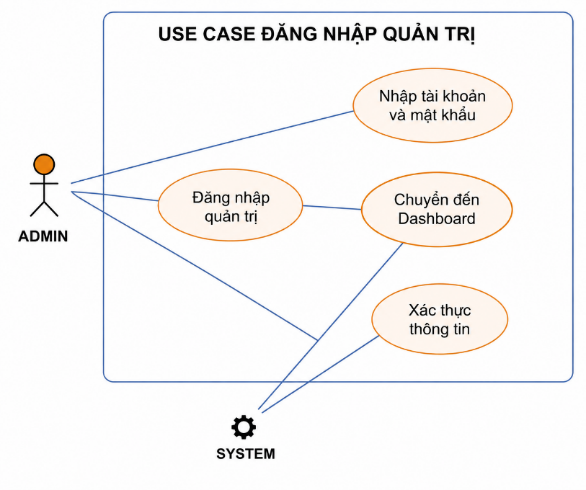 USE CASE ĐĂNG NHẬP QUẢN TRỊ
Nhập tài khoản
và mật khẩu
Đăng nhập
quản trị
Chuyển đến
Dashboard
ADMIN
Xác thực
thông tin
SYSTEM